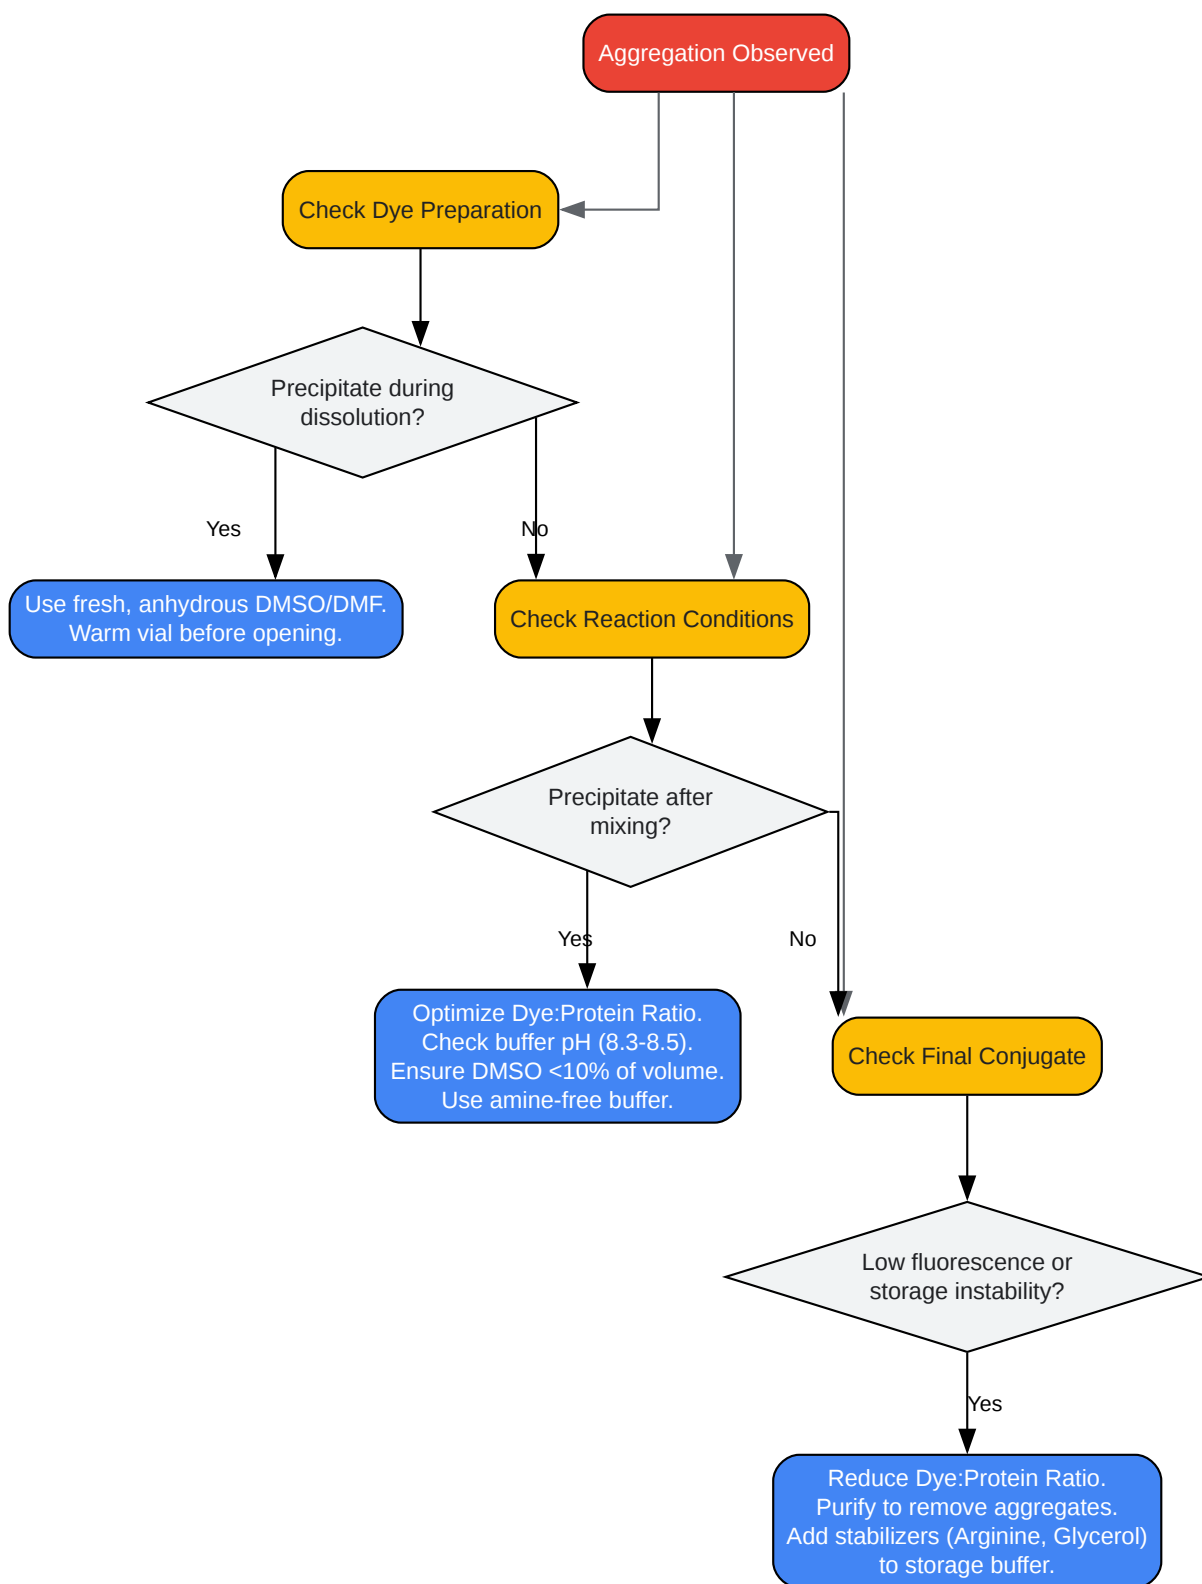 Aggregation Observed
Check Dye Preparation
Precipitate during
dissolution?
Yes
No
Use fresh, anhydrous DMSO/DMF.
Warm vial before opening.
Check Reaction Conditions
Precipitate after
mixing?
Yes
No
Optimize Dye:Protein Ratio.
Check buffer pH (8.3-8.5).
Ensure DMSO <10% of volume.
Use amine-free buffer.
Check Final Conjugate
Low fluorescence or
storage instability?
Yes
Reduce Dye:Protein Ratio.
Purify to remove aggregates.
Add stabilizers (Arginine, Glycerol)
to storage buffer.